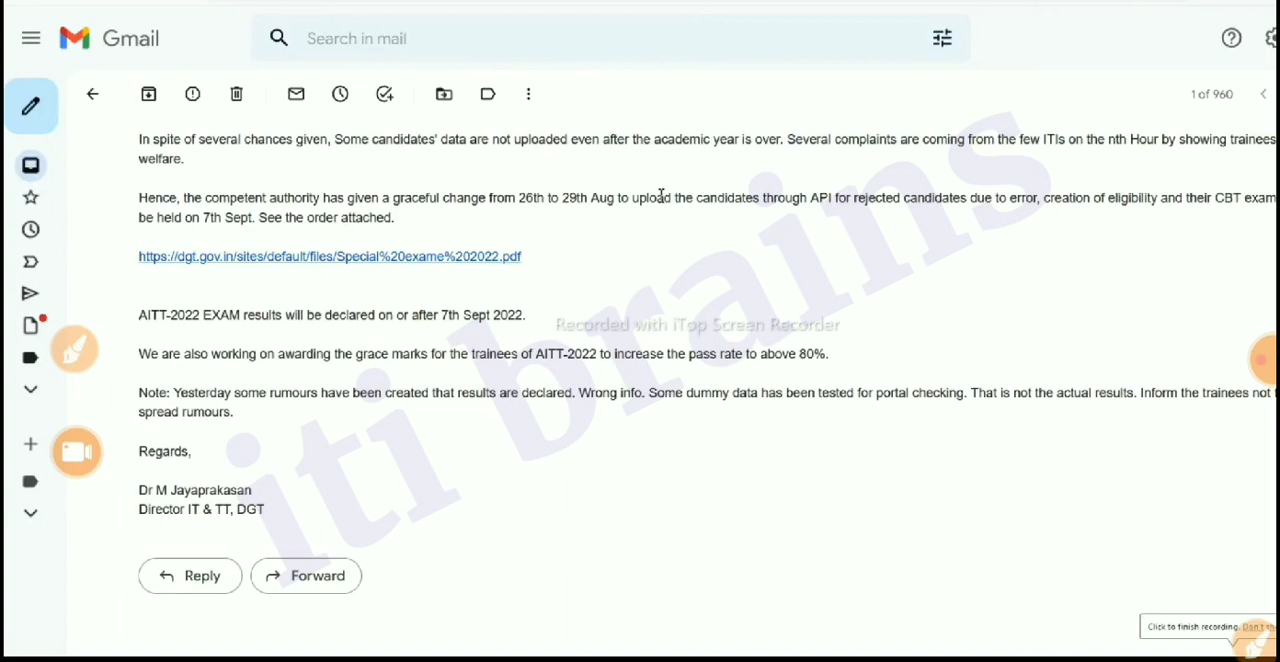 Gmail
Search in mail
1 of 960
In spite of several chances given, Some candidates' data are not uploaded even after the academic year is over. Several complaints are coming from the few ITIs on the nth Hour by showing trainees
welfare.
Hence, the competent authority has given a graceful change from 26th to 29th Aug to upload the candidates through API for rejected candidates due to error, creation of eligibility and their CBT exam
be held on 7th Sept. See the order attached.
https://dgt.gov.in/sites/default/files/Special%20exame%202022.pdf
AITT-2022 EXAM results will be declared on or after 7th Sept 2022.
Recorded with iTop Screen Recorder
We are also working on awarding the grace marks for the trainees of AITT-2022 to increase the pass rate to above 80%.
Note: Yesterday some rumours have been created that results are declared. Wrong info. Some dummy data has been tested for portal checking. That is not the actual results. Inform the trainees not
spread rumours.
Regards,
Dr M Jayaprakasan
Director IT & TT, DGT
Reply Forward
iti brains
Click to finish recording. Don't